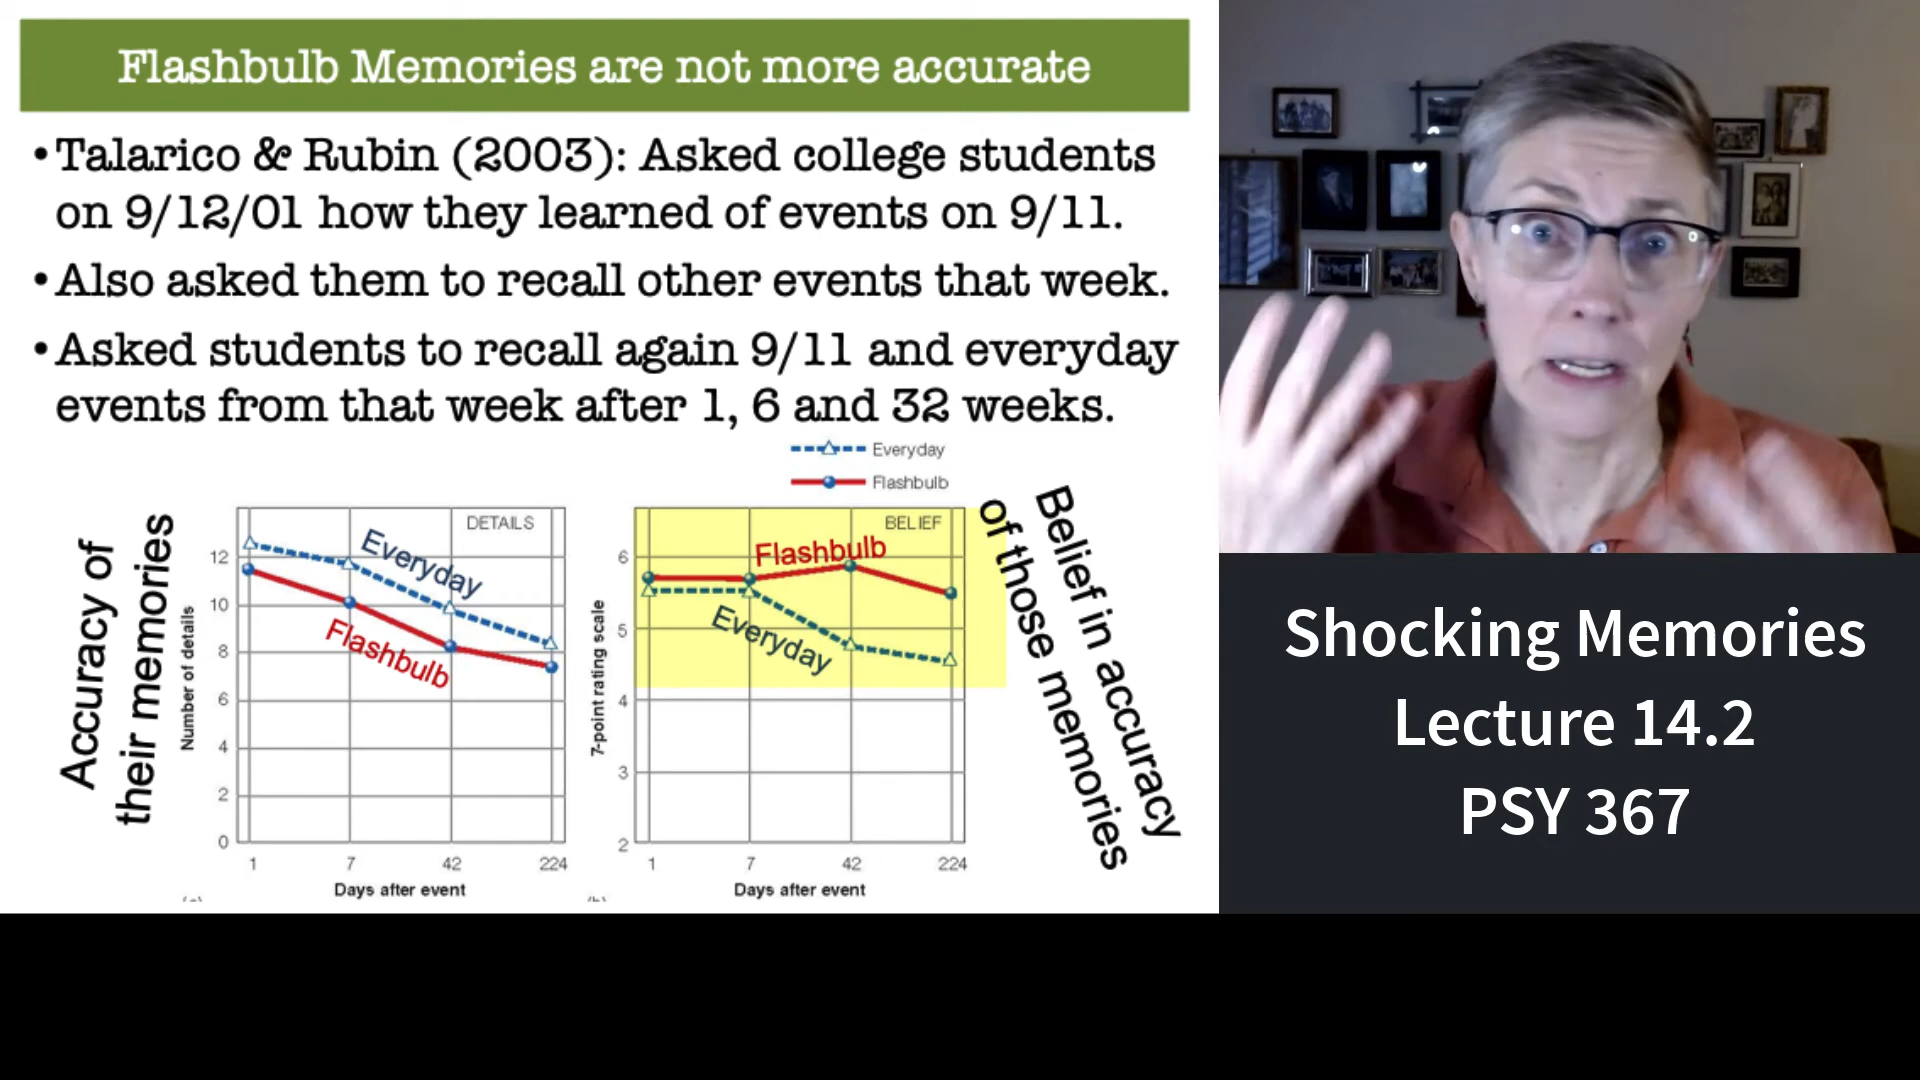 Flashbulb Memories are not more accurate
•Talarico & Rubin (2003): Asked college students
on 9/12/01 how they learned of events on 9/11.
•Also asked them to recall other events that week.
•Asked students to recall again 9/11 and everyday
events from that week after 1, 6 and 32 weeks.
Everyday
Flashbulb
Accuracy of
their memories
Number of details
DETAILS
Everyday
Flashbulb
12
10
8
6
4
2
0
1 7 42 224
Days after event
7-point rating scale
BELIEF
Flashbulb
Everyday
6
5
4
3
2
1 7 42 224
Days after event
Belief in accuracy
of those memories
Shocking Memories
Lecture 14.2
PSY 367